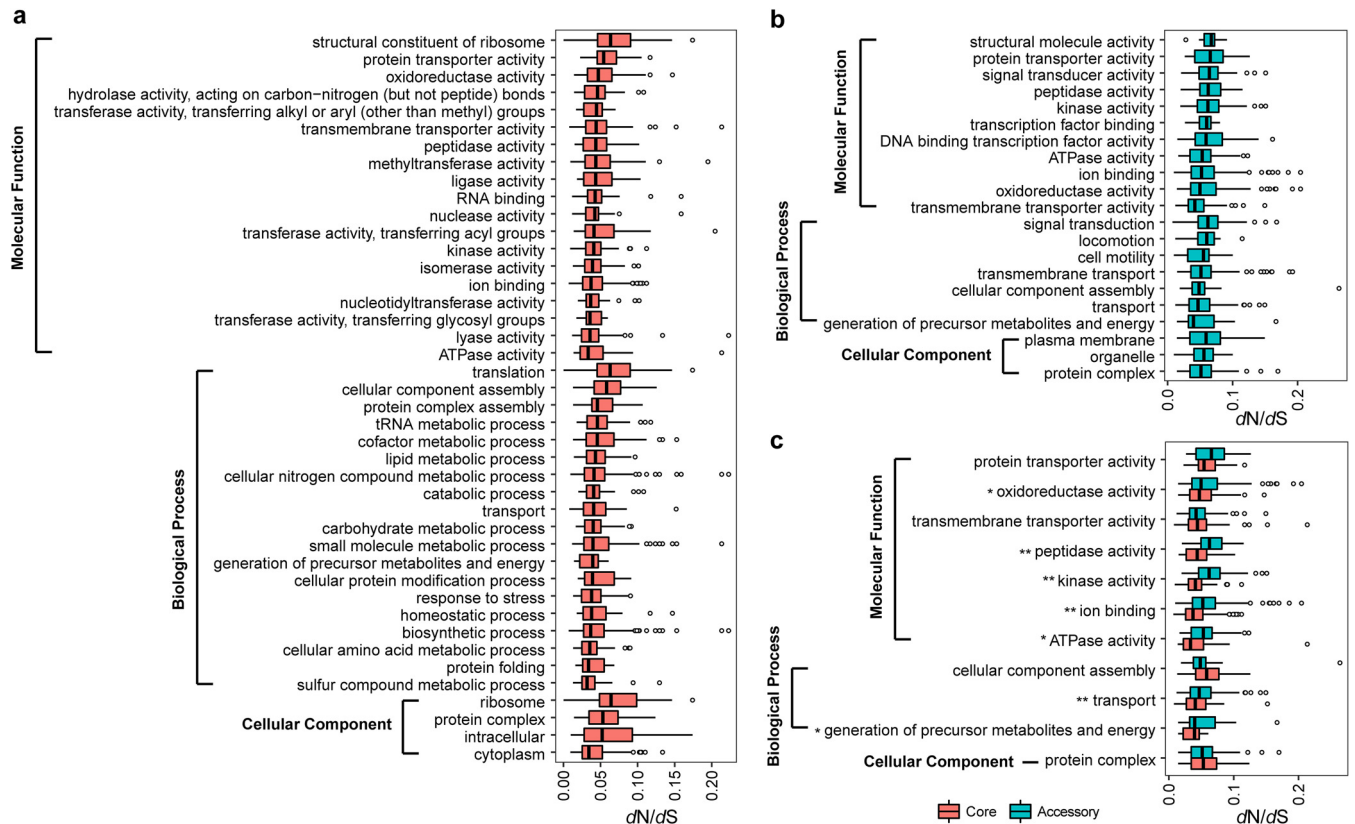 a
Molecular Function
structural constituent of ribosome
protein transporter activity
oxidoreductase activity
hydrolase activity, acting on carbon−nitrogen (but not peptide) bonds
transferase activity, transferring alkyl or aryl (other than methyl) groups
transmembrane transporter activity
peptidase activity
methyltransferase activity
ligase activity
RNA binding
nuclease activity
transferase activity, transferring acyl groups
kinase activity
isomerase activity
ion binding
nucleotidyltransferase activity
transferase activity, transferring glycosyl groups
lyase activity
ATPase activity
Biological Process
translation
cellular component assembly
protein complex assembly
tRNA metabolic process
cofactor metabolic process
lipid metabolic process
cellular nitrogen compound metabolic process
catabolic process
transport
carbohydrate metabolic process
small molecule metabolic process
generation of precursor metabolites and energy
cellular protein modification process
response to stress
homeostatic process
biosynthetic process
cellular amino acid metabolic process
protein folding
sulfur compound metabolic process
Cellular Component
ribosome
protein complex
intracellular
cytoplasm
0.00
0.05
0.10
0.15
0.20
dN/dS
b
Molecular Function
structural molecule activity
protein transporter activity
signal transducer activity
peptidase activity
kinase activity
transcription factor binding
DNA binding transcription factor activity
ATPase activity
ion binding
oxidoreductase activity
transmembrane transporter activity
Biological Process
signal transduction
locomotion
cell motility
transmembrane transport
cellular component assembly
transport
generation of precursor metabolites and energy
Cellular Component
plasma membrane
organelle
protein complex
0.0
0.1
0.2
dN/dS
c
Molecular Function
protein transporter activity
* oxidoreductase activity
transmembrane transporter activity
** peptidase activity
** kinase activity
** ion binding
* ATPase activity
Biological Process
cellular component assembly
** transport
* generation of precursor metabolites and energy
Cellular Component
protein complex
0.0
0.1
0.2
dN/dS
Core
Accessory